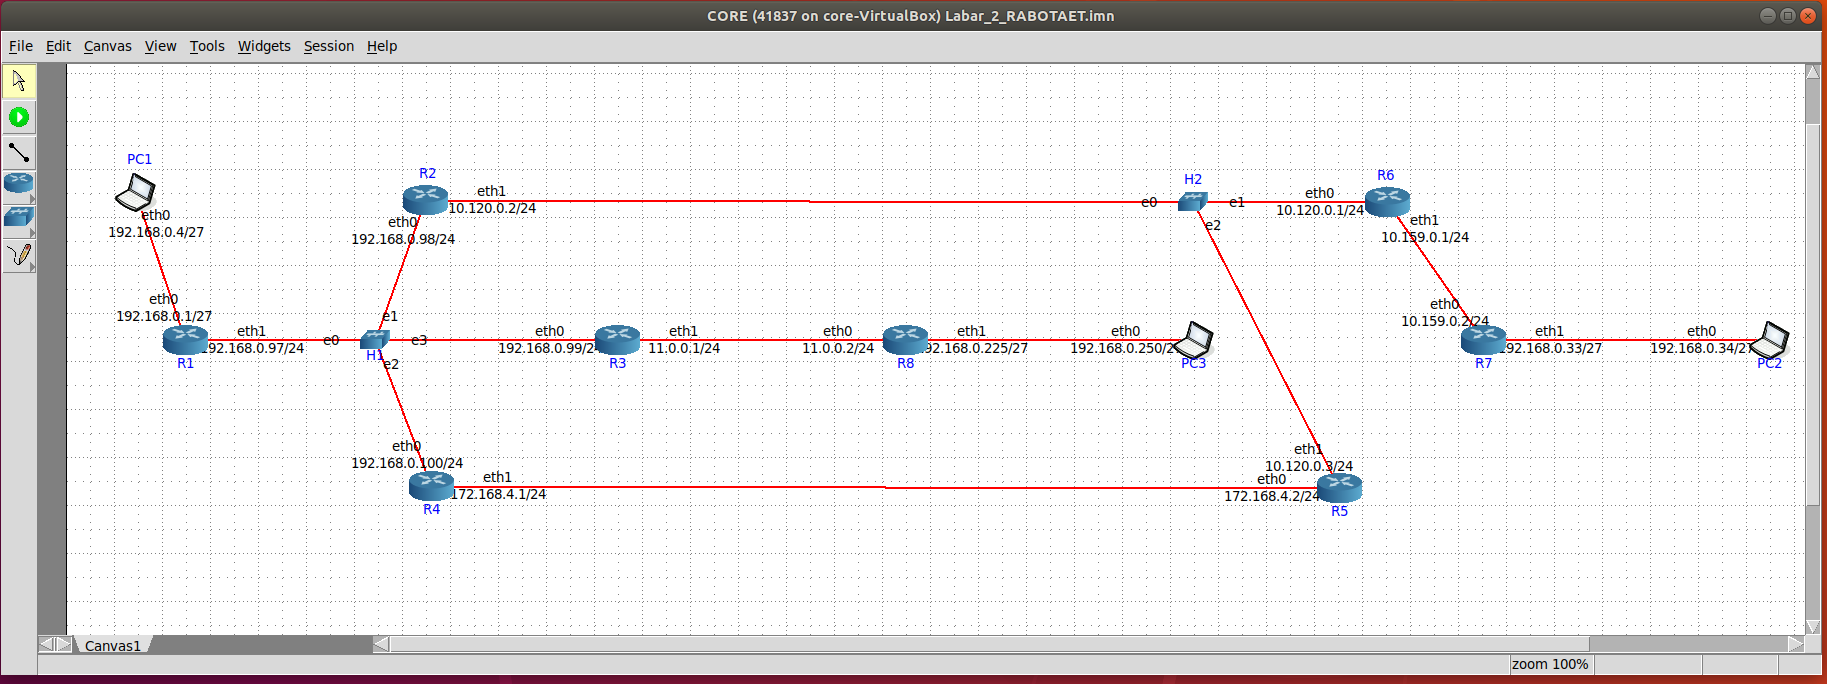 CORE (41837 on core-VirtualBox) Labar_2_RABOTAET.imn
File Edit Canvas View Tools Widgets Session Help
PC1
eth0
192.168.0.4/27
R2
eth1
10.120.0.2/24
eth0
192.168.0.98/24
H2
e0
e1
e2
R6
eth0
10.120.0.1/24
eth1
10.159.0.1/24
eth0
192.168.0.1/27
R1
eth1
192.168.0.97/24
e0
e1
H1
e3
e2
eth0
192.168.0.99/2
R3
eth1
11.0.0.1/24
eth0
11.0.0.2/24
R8
eth1
92.168.0.225/27
eth0
192.168.0.250/2
PC3
eth0
10.159.0.2/24
R7
eth1
192.168.0.33/27
eth0
192.168.0.34/27
PC2
eth0
192.168.0.100/24
R4
eth1
172.168.4.1/24
eth1
10.120.0.3/24
eth0
172.168.4.2/24
R5
Canvas1
zoom 100%